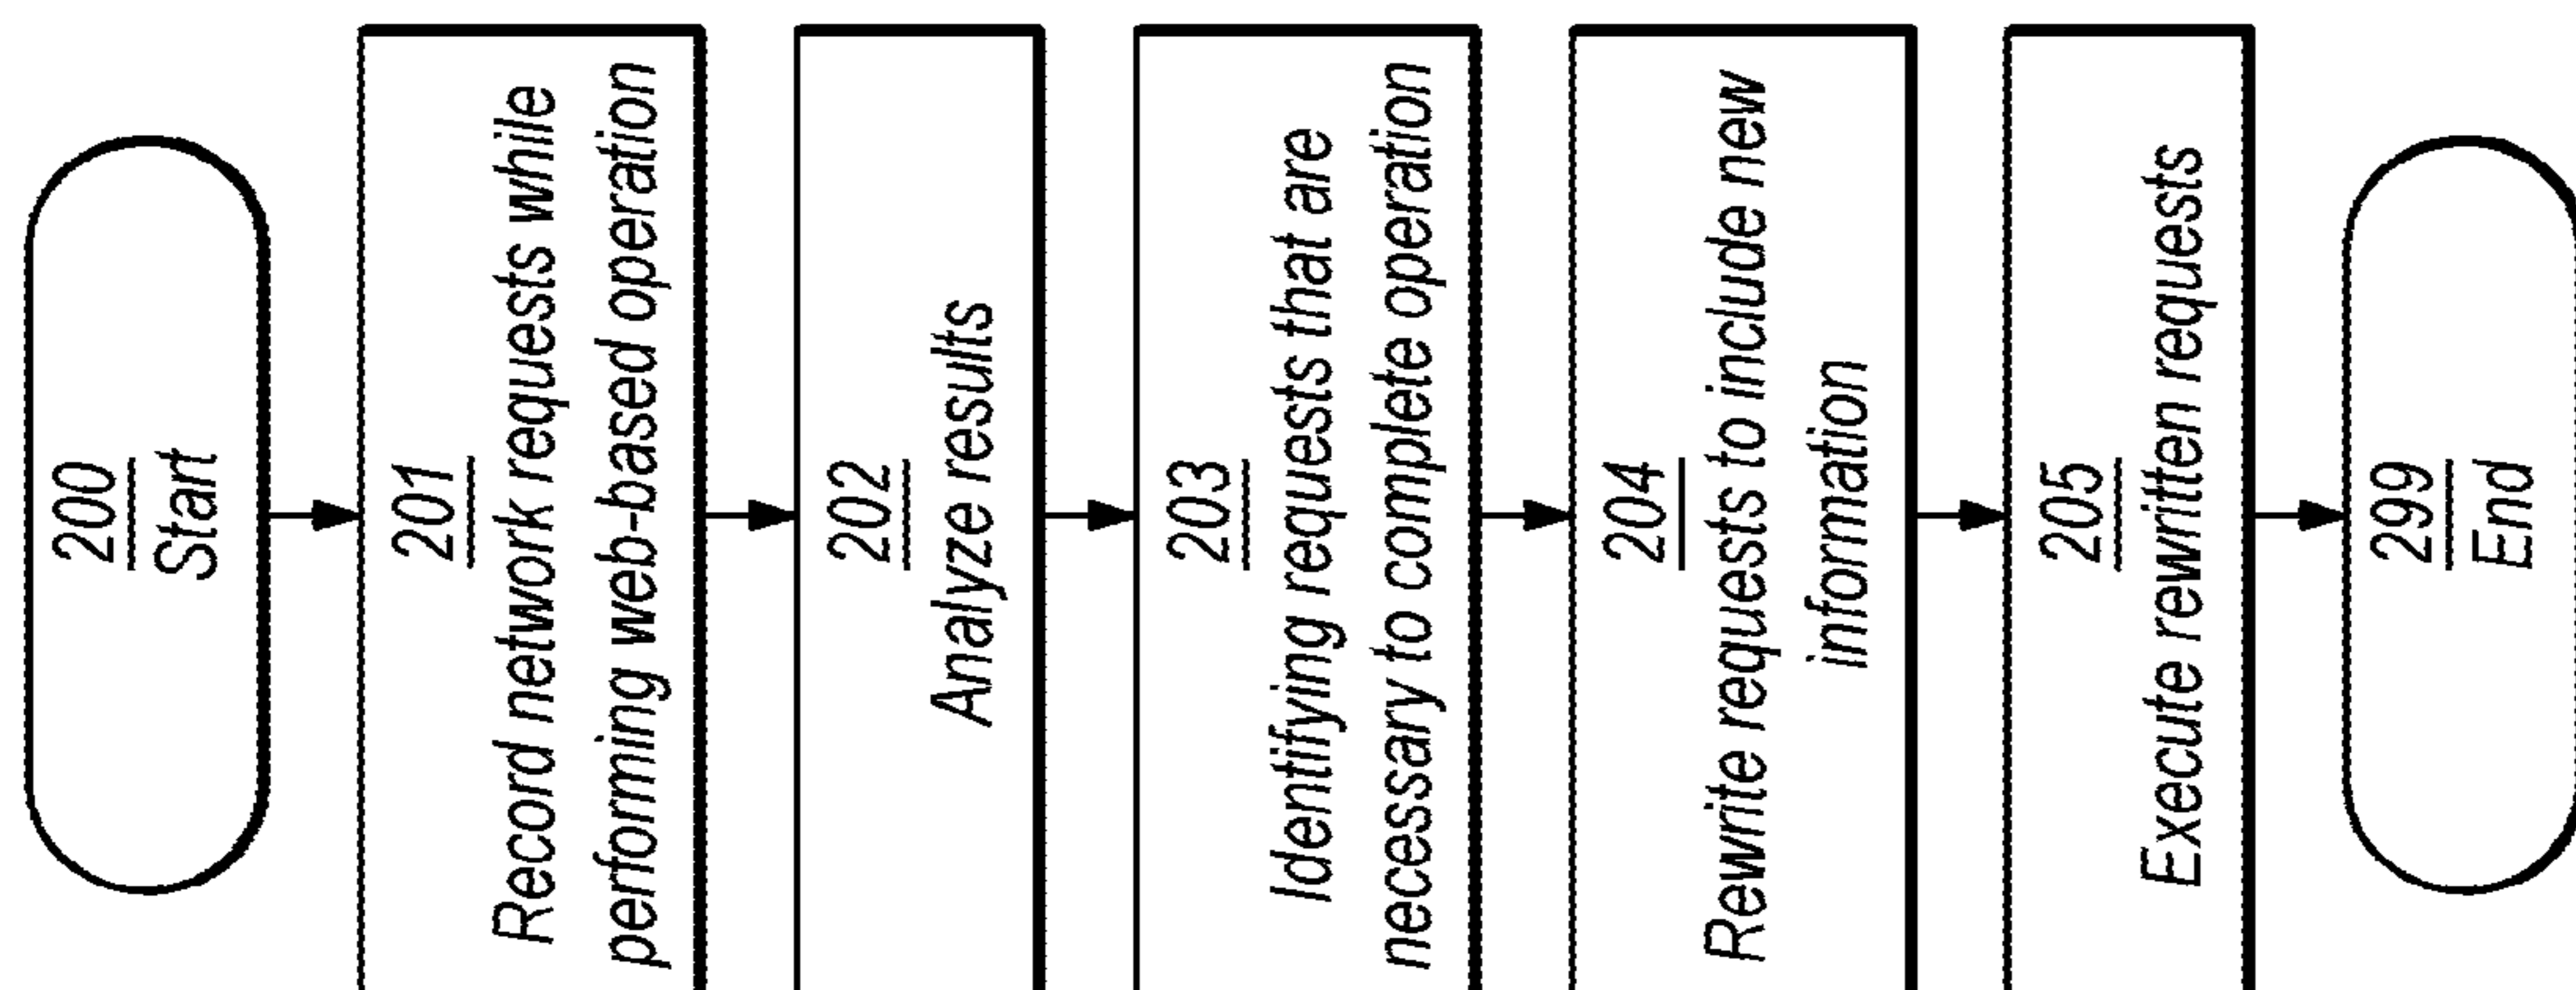 200
Start
201
Record network requests while
performing web-based operation
202
Analyze results
203
Identifying requests that are
necessary to complete operation
204
Rewrite requests to include new
information
205
Execute rewritten requests
299
End